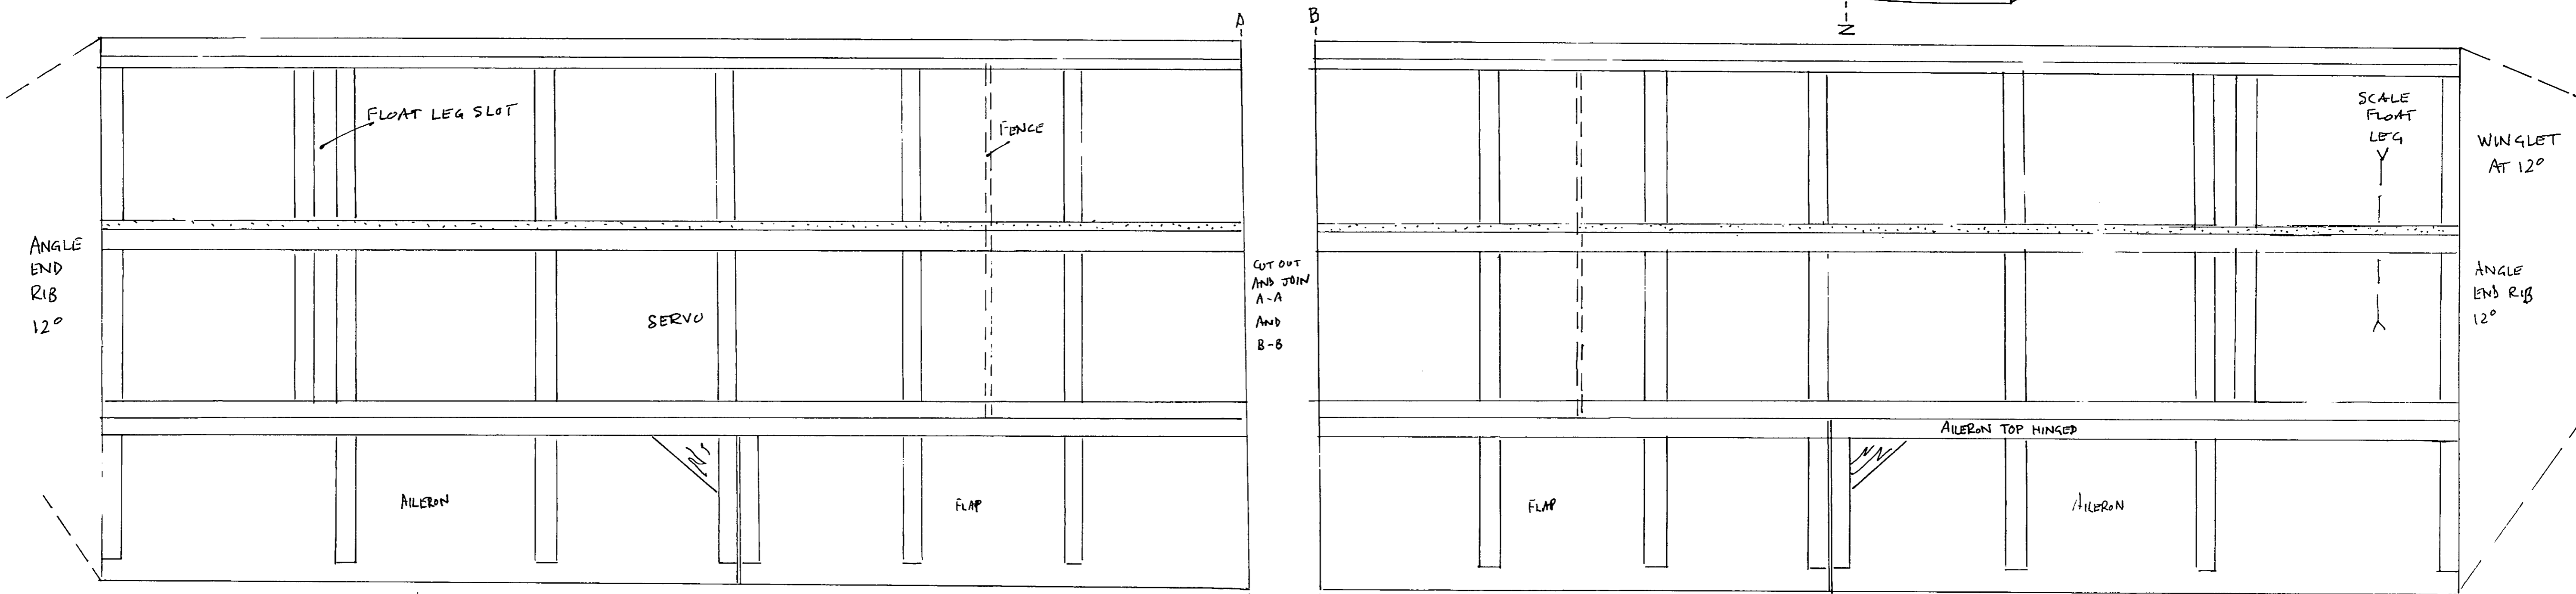 A
B
Z
FLOAT LEG SLOT
FENCE
SCALE
FLOAT
LEG
WINGLET
AT 12°
ANGLE
END
RIB
12°
SERVO
CUT OUT
AND JOIN
A-A
AND
B-B
ANGLE
END RIB
12°
AILERON TOP HINGED
AILERON
FLAP
FLAP
AILERON